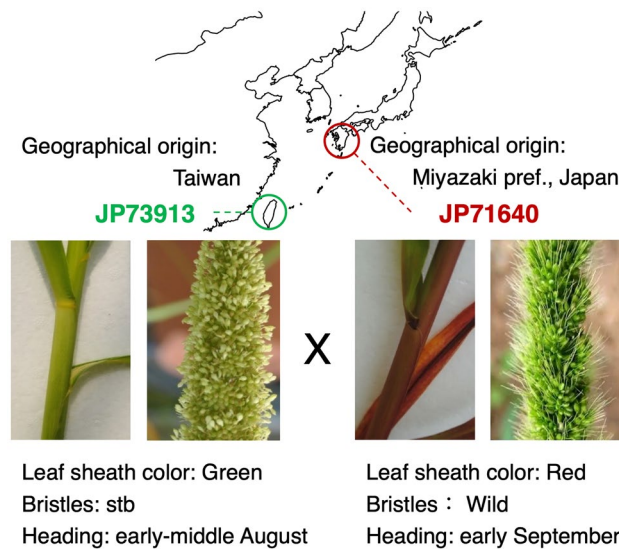 Geographical origin:
Taiwan
JP73913
Geographical origin:
Miyazaki pref., Japan
JP71640
X
Leaf sheath color: Green
Bristles: stb
Heading: early-middle August
Leaf sheath color: Red
Bristles： Wild
Heading: early September